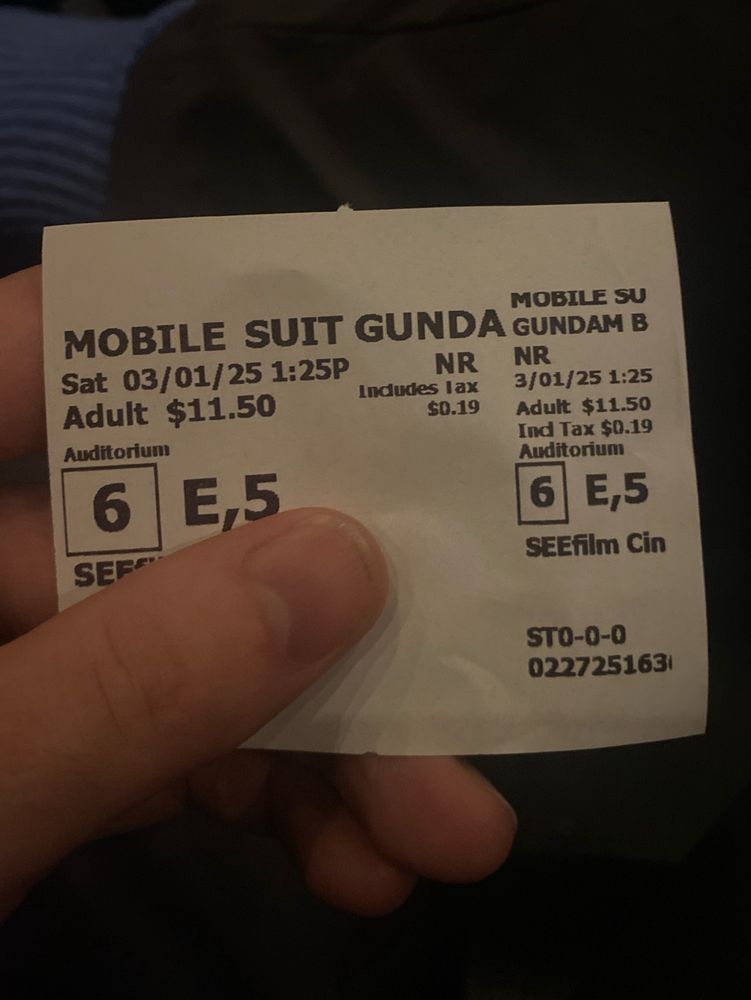 MOBILE SUIT GUNDA
Sat 03/01/25 1:25P
NR
Includes Tax
Adult $11.50
$0.19
Auditorium
6 E,5
MOBILE SU
GUNDAM B
NR
3/01/25 1:25
Adult $11.50
Incl Tax $0.19
Auditorium
6 E,5
SEEfilm Cin
ST0-0-0
022725163